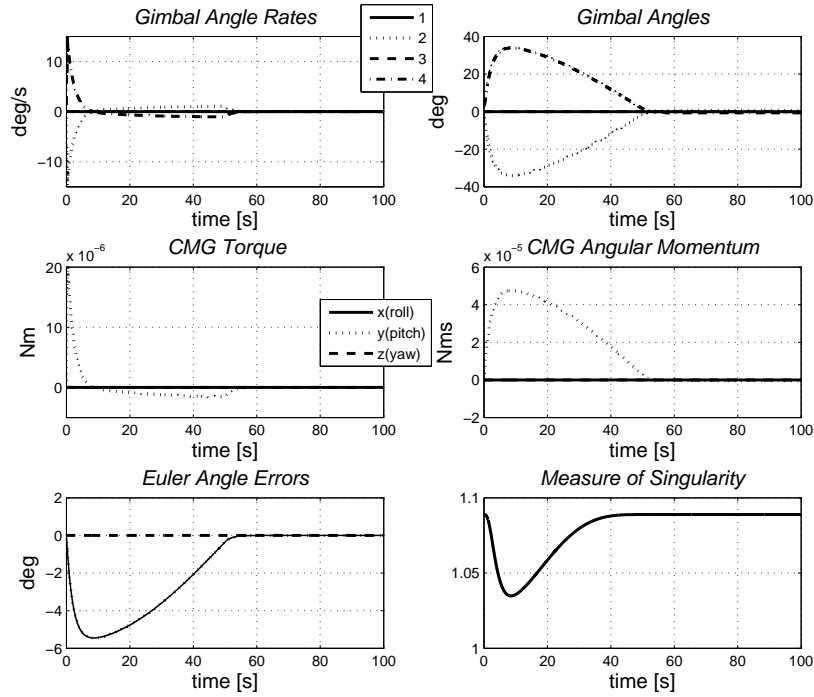 Gimbal Angle Rates
deg/s
10
0
−10
0 20 40 60 80 100
time [s]
1
2
3
4
Gimbal Angles
deg
40
20
0
−20
−40
0 20 40 60 80 100
time [s]
CMG Torque
x 10⁻⁶
Nm
20
10
0
0 20 40 60 80 100
time [s]
x(roll)
y(pitch)
z(yaw)
CMG Angular Momentum
x 10⁻⁵
Nms
6
4
2
0
−2
0 20 40 60 80 100
time [s]
Euler Angle Errors
deg
2
0
−2
−4
−6
0 20 40 60 80 100
time [s]
Measure of Singularity
1.1
1.05
1
0 20 40 60 80 100
time [s]